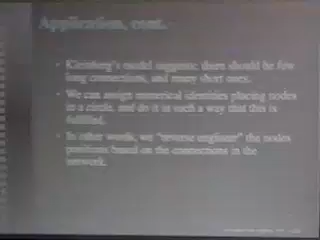 Application, cont.
• Kleinberg's model suggests: there should be few
long connections, and many short ones.
• We can assign numerical identities placing nodes
in a circle, and do it in such a way that this is
fulfilled.
• In other words, we "reverse engineer" the nodes
positions based on the connections in the
network.